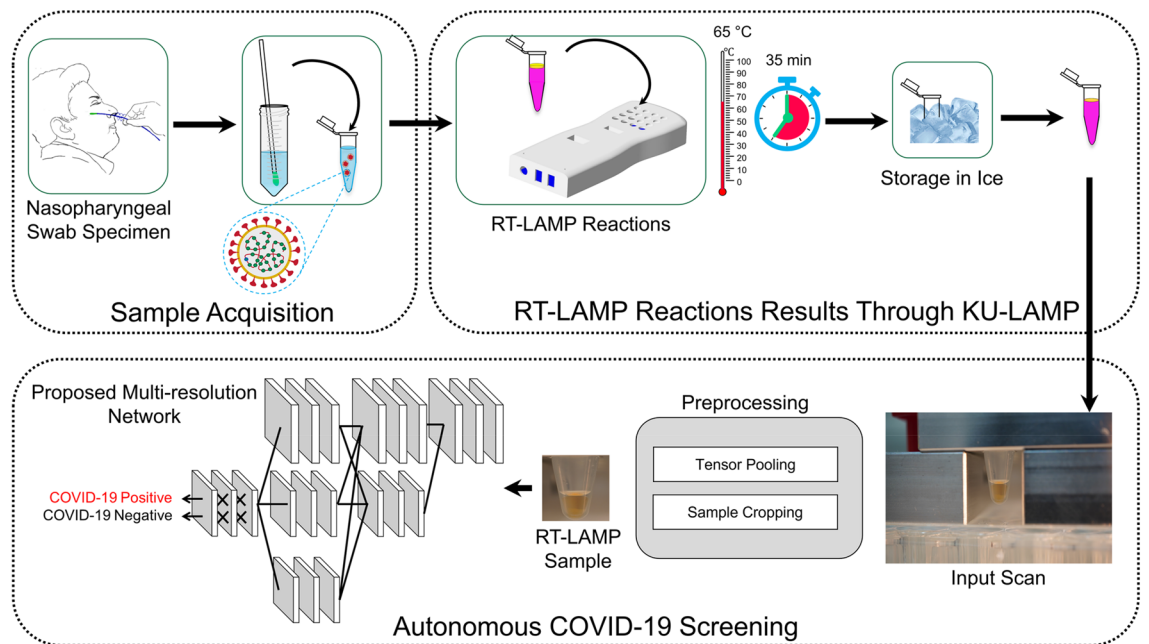 Nasopharyngeal
Swab Specimen
Sample Acquisition
RT-LAMP Reactions
65 °C
°C
100
90
80
70
60
50
40
30
20
10
0
35 min
Storage in Ice
RT-LAMP Reactions Results Through KU-LAMP
Proposed Multi-resolution
Network
COVID-19 Positive
COVID-19 Negative
RT-LAMP
Sample
Preprocessing
Tensor Pooling
Sample Cropping
Input Scan
Autonomous COVID-19 Screening